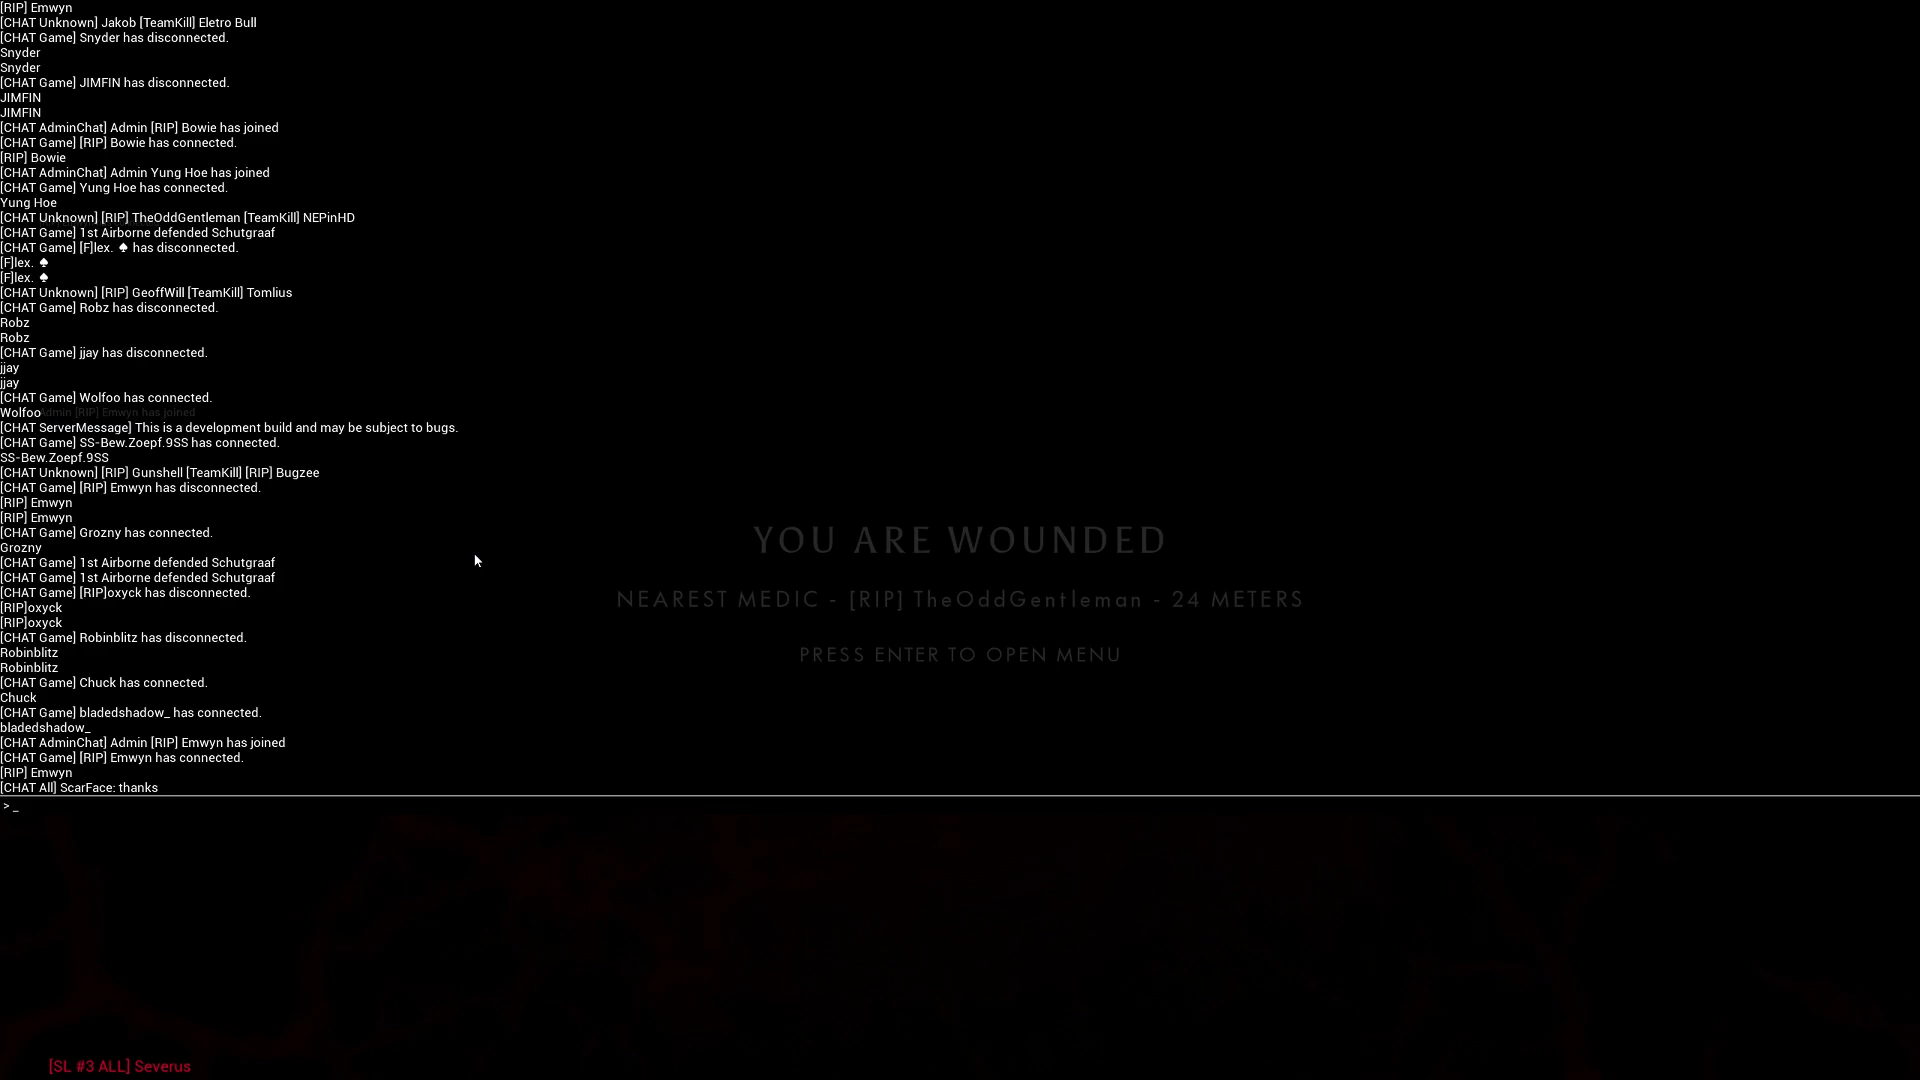 [RIP] Emwyn
[CHAT Unknown] Jakob [TeamKill] Eletro Bull
[CHAT Game] Snyder has disconnected.
Snyder
Snyder
[CHAT Game] JIMFIN has disconnected.
JIMFIN
JIMFIN
[CHAT AdminChat] Admin [RIP] Bowie has joined
[CHAT Game] [RIP] Bowie has connected.
[RIP] Bowie
[CHAT AdminChat] Admin Yung Hoe has joined
[CHAT Game] Yung Hoe has connected.
Yung Hoe
[CHAT Unknown] [RIP] TheOddGentleman [TeamKill] NEPinHD
[CHAT Game] 1st Airborne defended Schutgraaf
[CHAT Game] [F]lex. ♠ has disconnected.
[F]lex. ♠
[F]lex. ♠
[CHAT Unknown] [RIP] GeoffWill [TeamKill] Tomlius
[CHAT Game] Robz has disconnected.
Robz
Robz
[CHAT Game] jjay has disconnected.
jjay
jjay
[CHAT Game] Wolfoo has connected.
Wolfoo Admin [RIP] Emwyn has joined
[CHAT ServerMessage] This is a development build and may be subject to bugs.
[CHAT Game] SS-Bew.Zoepf.9SS has connected.
SS-Bew.Zoepf.9SS
[CHAT Unknown] [RIP] Gunshell [TeamKill] [RIP] Bugzee
[CHAT Game] [RIP] Emwyn has disconnected.
[RIP] Emwyn
[RIP] Emwyn
[CHAT Game] Grozny has connected.
Grozny
[CHAT Game] 1st Airborne defended Schutgraaf
[CHAT Game] 1st Airborne defended Schutgraaf
[CHAT Game] [RIP]oxyck has disconnected.
[RIP]oxyck
[RIP]oxyck
[CHAT Game] Robinblitz has disconnected.
Robinblitz
Robinblitz
[CHAT Game] Chuck has connected.
Chuck
[CHAT Game] bladedshadow_ has connected.
bladedshadow_
[CHAT AdminChat] Admin [RIP] Emwyn has joined
[CHAT Game] [RIP] Emwyn has connected.
[RIP] Emwyn
[CHAT All] ScarFace: thanks
> _
YOU ARE WOUNDED
NEAREST MEDIC - [RIP] TheOddGentleman - 24 METERS
PRESS ENTER TO OPEN MENU
[SL #3 ALL] Severus